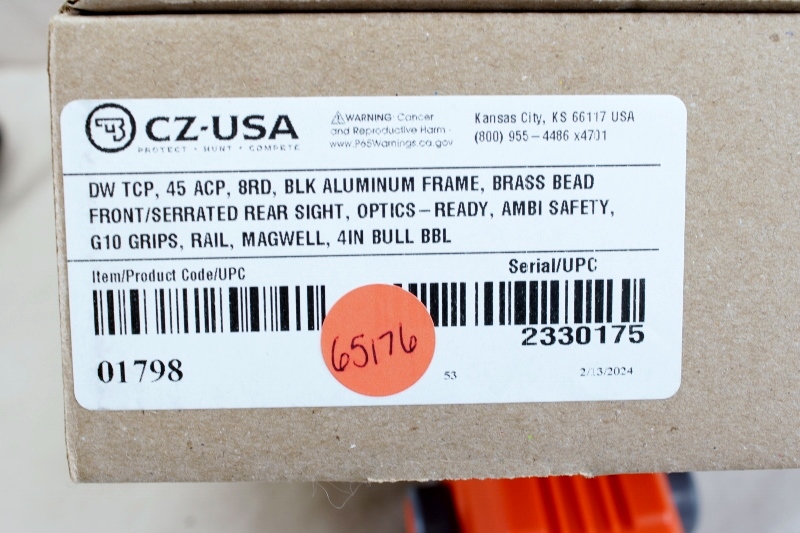 CZ-USA
PROTECT • HUNT • COMPETE
⚠WARNING: Cancer
and Reproductive Harm -
www.P65Warnings.ca.gov
Kansas City, KS 66117 USA
(800) 955-4486 x4701
DW TCP, 45 ACP, 8RD, BLK ALUMINUM FRAME, BRASS BEAD
FRONT/SERRATED REAR SIGHT, OPTICS-READY, AMBI SAFETY,
G10 GRIPS, RAIL, MAGWELL, 4IN BULL BBL
Item/Product Code/UPC
Serial/UPC
01798
65176
2330175
53
2/13/2024